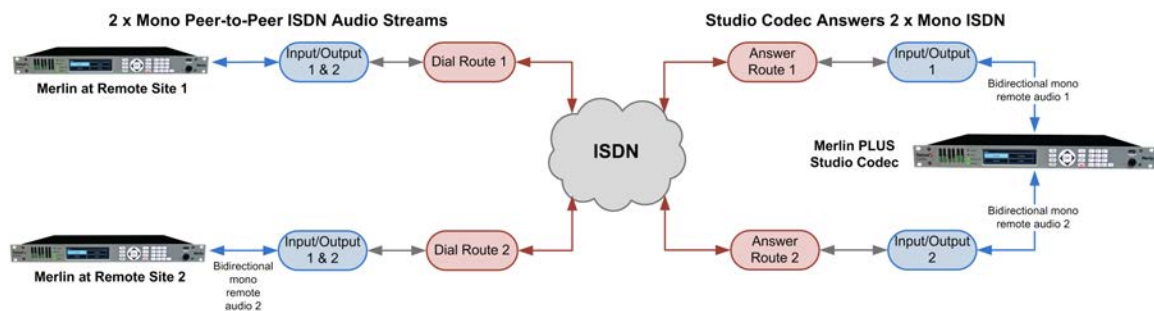 2 x Mono Peer-to-Peer ISDN Audio Streams
Studio Codec Answers 2 x Mono ISDN
Merlin at Remote Site 1
Input/Output
1 & 2
Dial Route 1
ISDN
Answer
Route 1
Input/Output
1
Bidirectional mono
remote audio 1
Merlin PLUS
Studio Codec
Bidirectional mono
remote audio 2
Merlin at Remote Site 2
Bidirectional
mono
remote
audio 2
Input/Output
1 & 2
Dial Route 2
Answer
Route 2
Input/Output
2